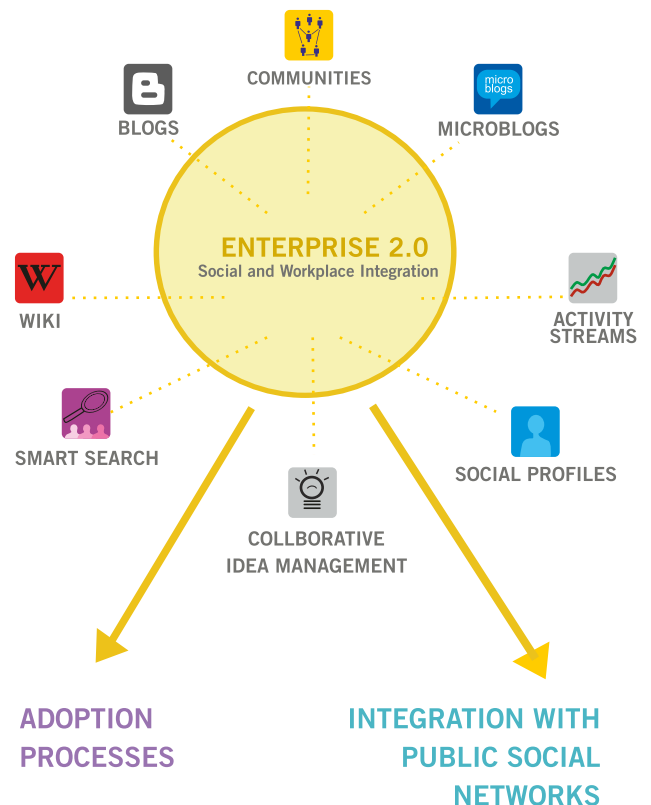 COMMUNITIES
BLOGS
micro
blogs
MICROBLOGS
ENTERPRISE 2.0
Social and Workplace Integration
W
WIKI
ACTIVITY
STREAMS
SMART SEARCH
SOCIAL PROFILES
COLLBORATIVE
IDEA MANAGEMENT
ADOPTION
PROCESSES
INTEGRATION WITH
PUBLIC SOCIAL
NETWORKS